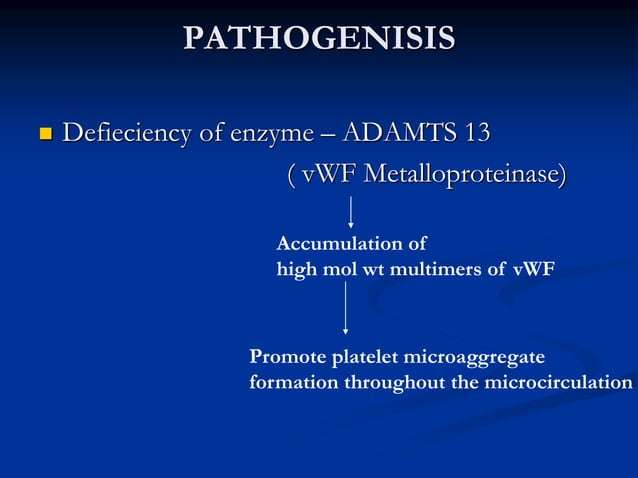 PATHOGENISIS
Defieciency of enzyme – ADAMTS 13
( vWF Metalloproteinase)
Accumulation of
high mol wt multimers of vWF
Promote platelet microaggregate
formation throughout the microcirculation